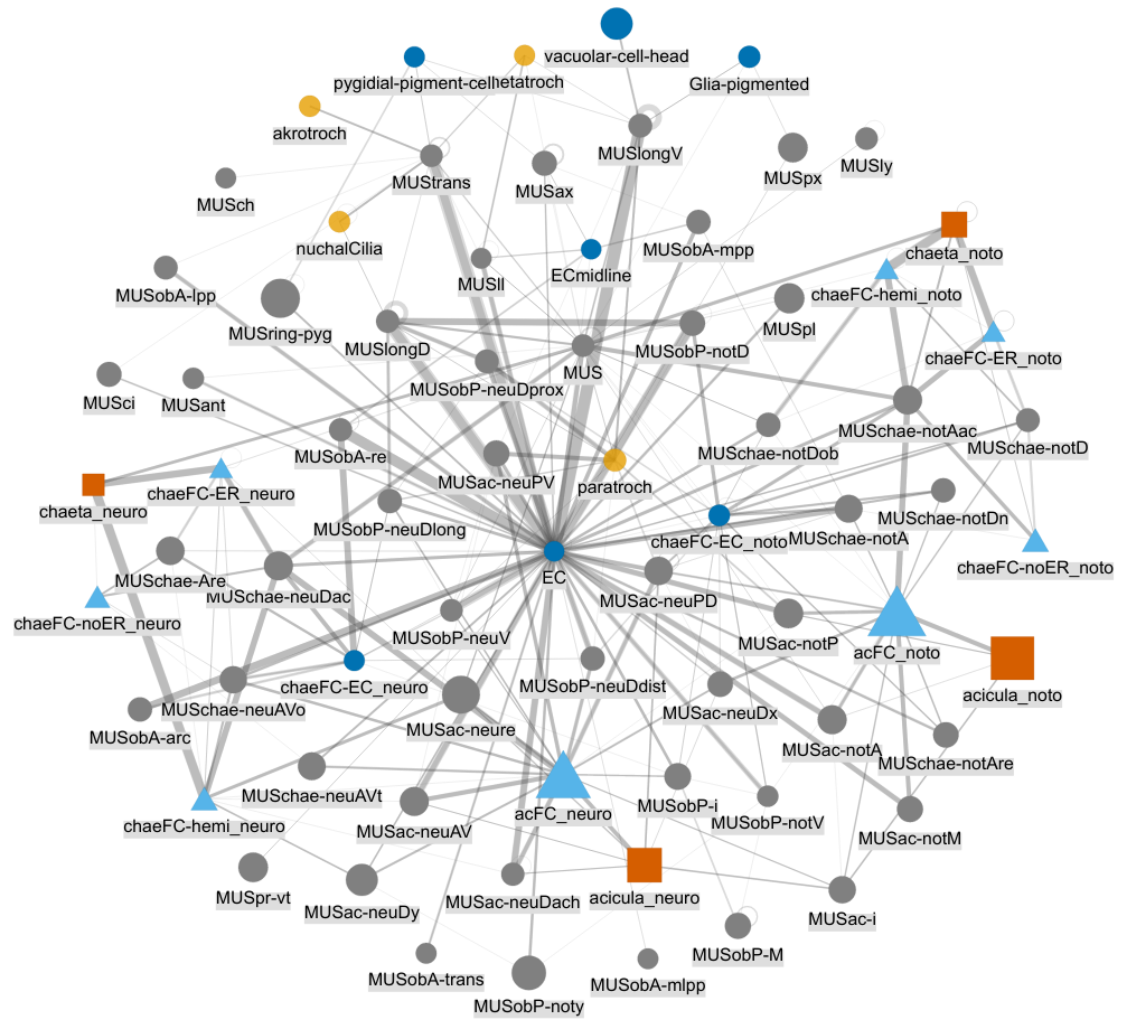 vacuolar-cell-head
pygidial-pigment-cell
etatroch
Glia-pigmented
akrotroch
MUSlongV
MUStrans
MUSax
MUSpx
MUSly
MUSch
nuchalCilia
MUSobA-mpp
chaeta_noto
MUSll
ECmidline
MUSobA-lpp
chaeFC-hemi_noto
MUSring-pyg
MUSpl
MUSlongD
MUS
MUSobP-notD
chaeFC-ER_noto
MUSobP-neuDprox
MUSci
MUSant
MUSchae-notAac
MUSchae-notD
MUSobA-re
MUSchae-notDob
MUSac-neuPV
paratroch
chaeFC-ER_neuro
chaeta_neuro
MUSchae-notDn
MUSobP-neuDlong
chaeFC-EC_noto
MUSchae-notA
chaeFC-noER_noto
EC
MUSchae-Are
MUSchae-neuDac
MUSac-neuPD
chaeFC-noER_neuro
MUSobP-neuV
MUSac-notP
acFC_noto
chaeFC-EC_neuro
MUSobP-neuDdist
acicula_noto
MUSchae-neuAVo
MUSac-neuDx
MUSobA-arc
MUSac-neure
MUSac-notA
MUSchae-notAre
MUSchae-neuAVt
MUSobP-i
acFC_neuro
MUSobP-notV
chaeFC-hemi_neuro
MUSac-neuAV
MUSac-notM
MUSpr-vt
MUSac-neuDy
MUSac-neuDach
acicula_neuro
MUSac-i
MUSobP-M
MUSobA-trans
MUSobA-mlpp
MUSobP-noty